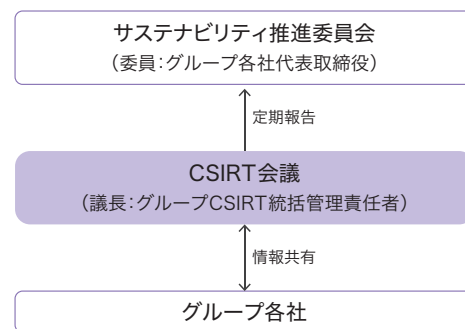 サステナビリティ推進委員会
（委員：グループ各社代表取締役）
定期報告
CSIRT会議
（議長：グループCSIRT統括管理責任者）
情報共有
グループ各社